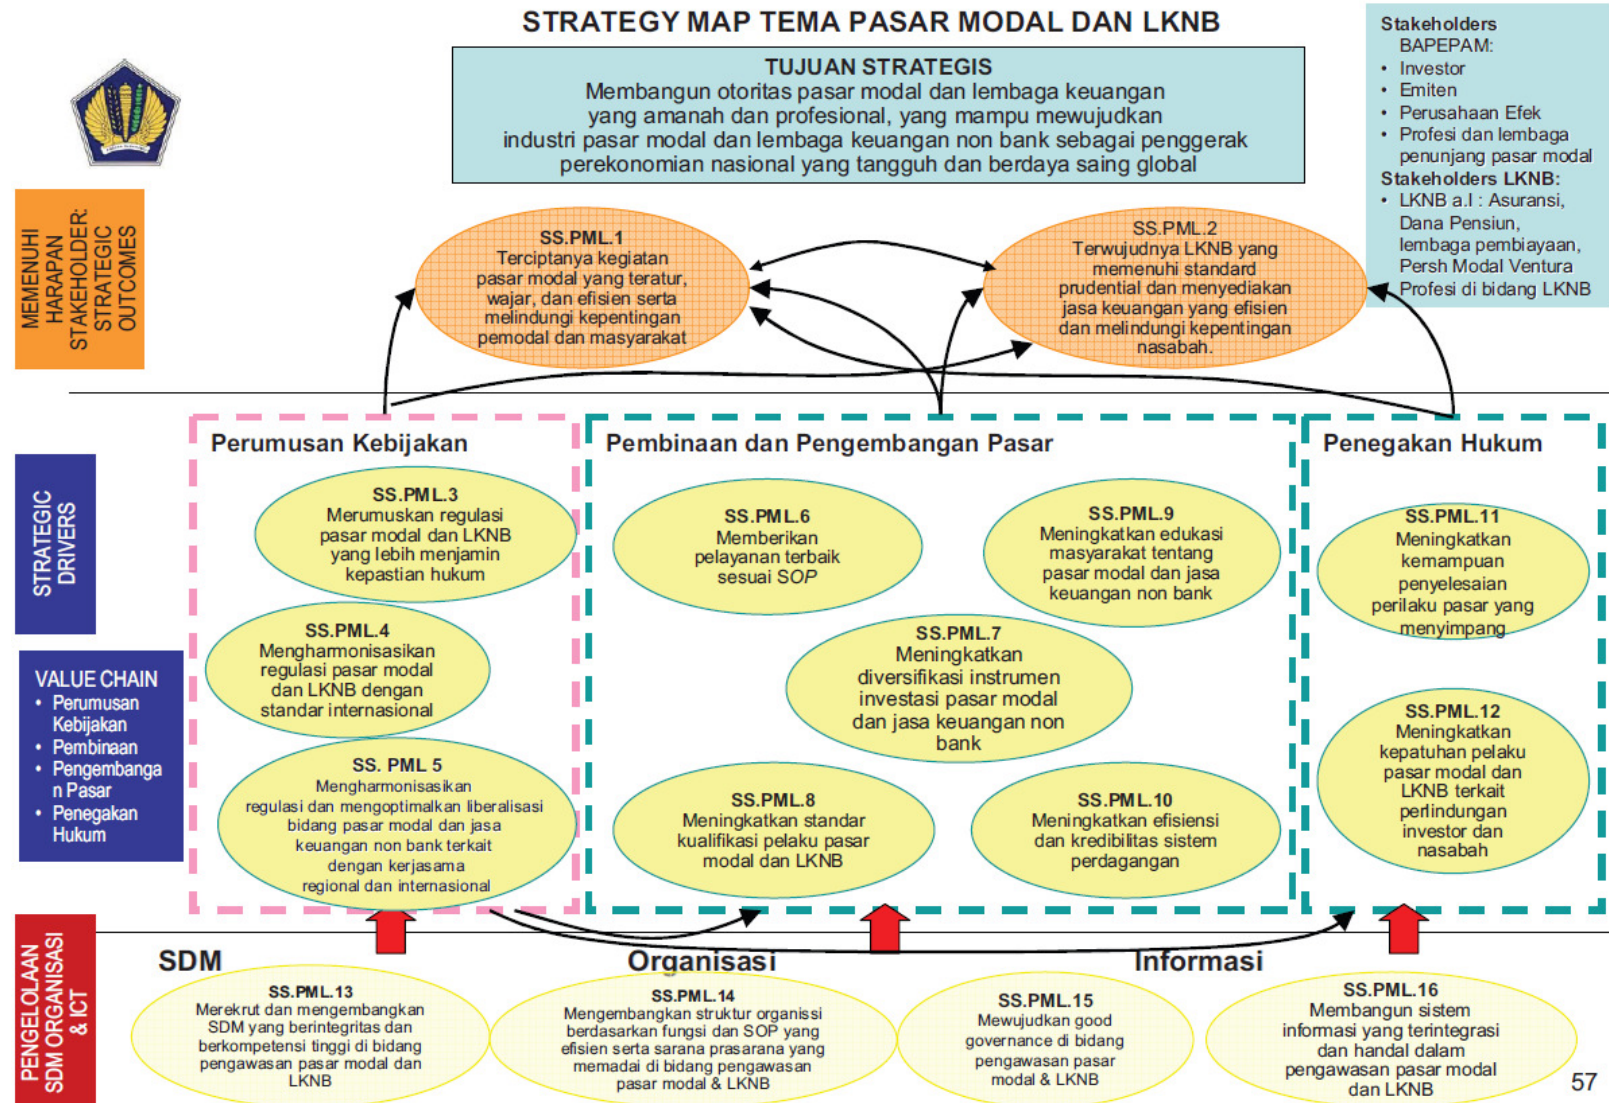 STRATEGY MAP TEMA PASAR MODAL DAN LKNB
TUJUAN STRATEGIS
Membangun otoritas pasar modal dan lembaga keuangan
yang amanah dan profesional, yang mampu mewujudkan
industri pasar modal dan lembaga keuangan non bank sebagai penggerak
perekonomian nasional yang tangguh dan berdaya saing global
Stakeholders
BAPEPAM:
• Investor
• Emiten
• Perusahaan Efek
• Profesi dan lembaga
penunjang pasar modal
Stakeholders LKNB:
• LKNB a.l : Asuransi,
Dana Pensiun,
lembaga pembiayaan,
Persh Modal Ventura
Profesi di bidang LKNB
MEMENUHI
HARAPAN
STAKEHOLDER:
STRATEGIC
OUTCOMES
SS.PML.1
Terciptanya kegiatan
pasar modal yang teratur,
wajar, dan efisien serta
melindungi kepentingan
pemodal dan masyarakat
SS.PML.2
Terwujudnya LKNB yang
memenuhi standard
prudential dan menyediakan
jasa keuangan yang efisien
dan melindungi kepentingan
nasabah.
STRATEGIC
DRIVERS
VALUE CHAIN
• Perumusan
Kebijakan
• Pembinaan
• Pengembanga
n Pasar
• Penegakan
Hukum
Perumusan Kebijakan
SS.PML.3
Merumuskan regulasi
pasar modal dan LKNB
yang lebih menjamin
kepastian hukum
SS.PML.4
Mengharmonisasikan
regulasi pasar modal
dan LKNB dengan
standar internasional
SS. PML 5
Mengharmonisasikan
regulasi dan mengoptimalkan liberalisasi
bidang pasar modal dan jasa
keuangan non bank terkait
dengan kerjasama
regional dan internasional
Pembinaan dan Pengembangan Pasar
SS.PML.6
Memberikan
pelayanan terbaik
sesuai SOP
SS.PML.9
Meningkatkan edukasi
masyarakat tentang
pasar modal dan jasa
keuangan non bank
SS.PML.7
Meningkatkan
diversifikasi instrumen
investasi pasar modal
dan jasa keuangan non
bank
SS.PML.8
Meningkatkan standar
kualifikasi pelaku pasar
modal dan LKNB
SS.PML.10
Meningkatkan efisiensi
dan kredibilitas sistem
perdagangan
Penegakan Hukum
SS.PML.11
Meningkatkan
kemampuan
penyelesaian
perilaku pasar yang
menyimpang
SS.PML.12
Meningkatkan
kepatuhan pelaku
pasar modal dan
LKNB terkait
perlindungan
investor dan
nasabah
PENGELOLAAN
SDM ORGANISASI
& ICT
SDM
Organisasi
Informasi
SS.PML.13
Merekrut dan mengembangkan
SDM yang berintegritas dan
berkompetensi tinggi di bidang
pengawasan pasar modal dan
LKNB
SS.PML.14
Mengembangkan struktur organissi
berdasarkan fungsi dan SOP yang
efisien serta sarana prasarana yang
memadai di bidang pengawasan
pasar modal & LKNB
SS.PML.15
Mewujudkan good
governance di bidang
pengawasan pasar
modal & LKNB
SS.PML.16
Membangun sistem
informasi yang terintegrasi
dan handal dalam
pengawasan pasar modal
dan LKNB
57